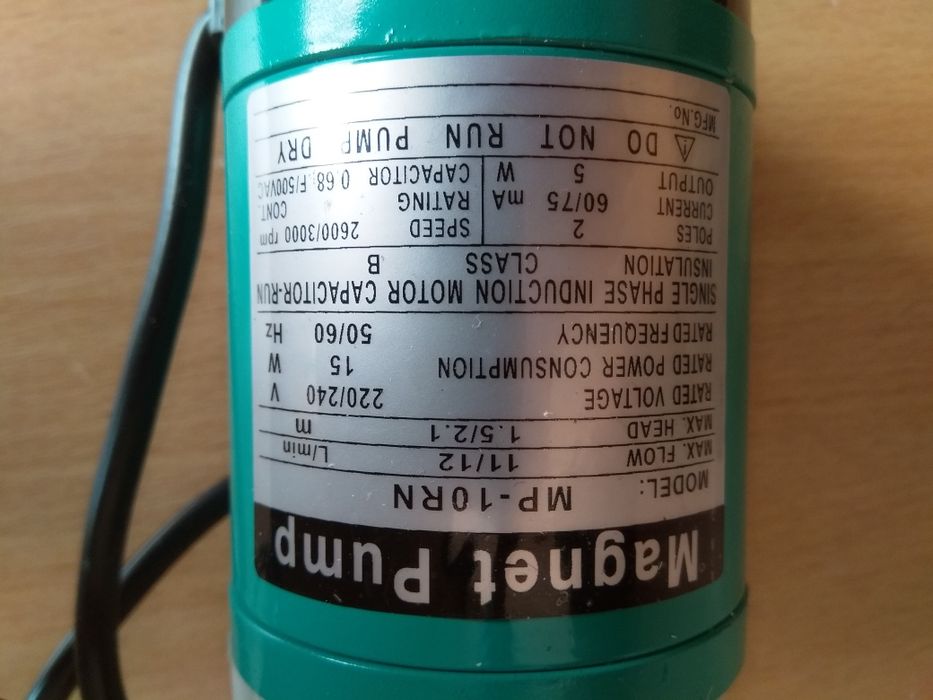 Magnet Pump
MODEL: MP-10RN
MAX. FLOW 11/12 L/min
MAX. HEAD 1.5/2.1 m
RATED VOLTAGE 220/240 V
RATED POWER CONSUMPTION 15 W
RATED FREQUENCY 50/60 Hz
SINGLE PHASE INDUCTION MOTOR CAPACITOR-RUN
INSULATION CLASS B
POLES 2 SPEED 2600/3000 rpm
CURRENT 60/75 mA RATING CONT.
OUTPUT 5 W CAPACITOR 0.68µF/500VAC
⚠ DO NOT RUN PUMP DRY
MFG.No.